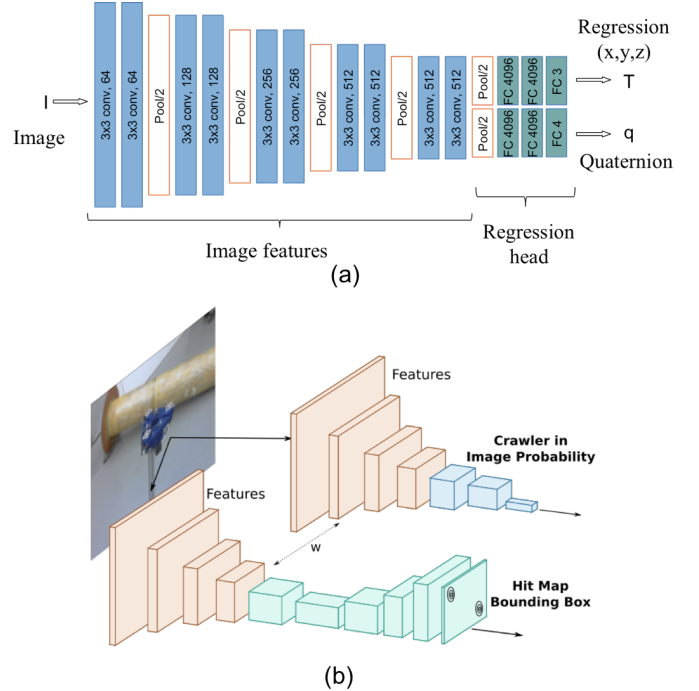 Regression
(x,y,z)
I
Image
3x3 conv, 64
3x3 conv, 64
Pool/2
3x3 conv, 128
3x3 conv, 128
Pool/2
3x3 conv, 256
3x3 conv, 256
Pool/2
3x3 conv, 512
3x3 conv, 512
Pool/2
3x3 conv, 512
3x3 conv, 512
Pool/2
FC 4096
FC 4096
FC 3
T
Pool/2
FC 4096
FC 4096
FC 4
q
Quaternion
Image features
Regression
head
(a)
Features
Crawler in
Image Probability
Features
w
Hit Map
Bounding Box
(b)